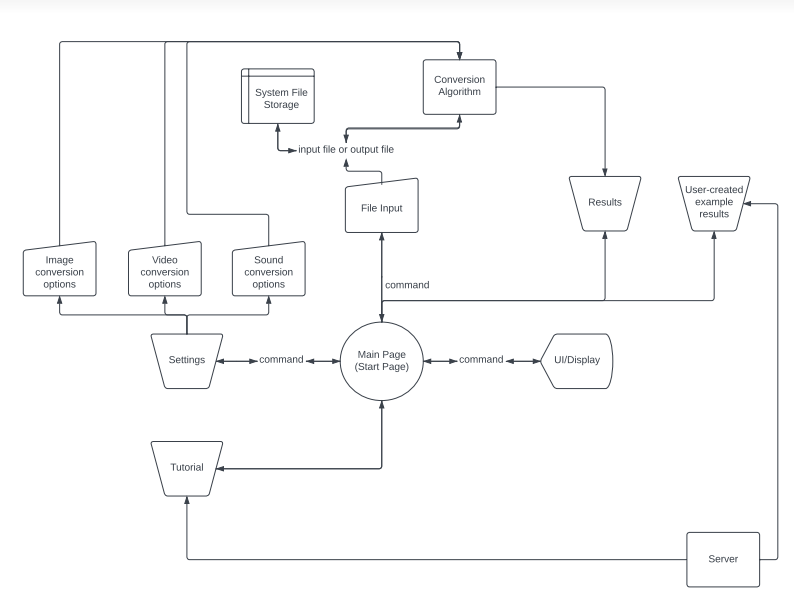 Conversion
Algorithm
System File
Storage
input file or output file
User-created
example
results
Results
File Input
Image
conversion
options
Video
conversion
options
Sound
conversion
options
command
Settings
command
Main Page
(Start Page)
command
UI/Display
Tutorial
Server